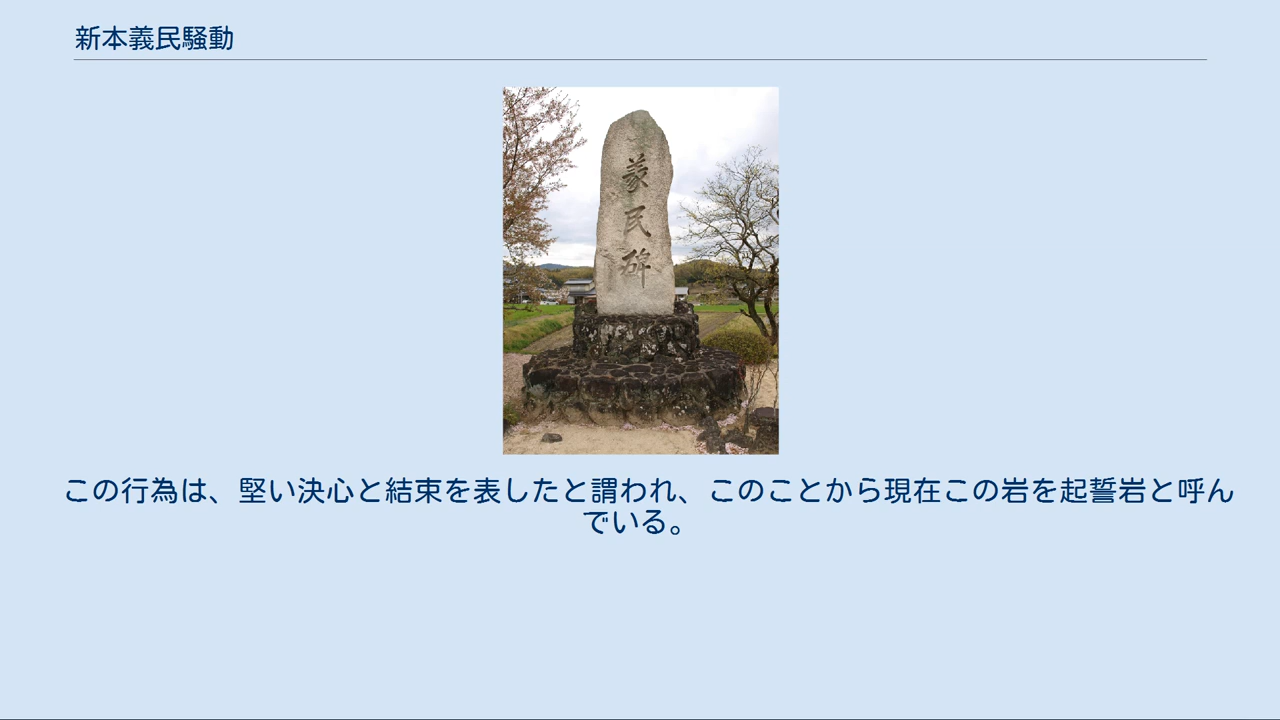 新本義民騒動
義民碑
この行為は、堅い決心と結束を表したと謂われ、このことから現在この岩を起誓岩と呼ん
でいる。